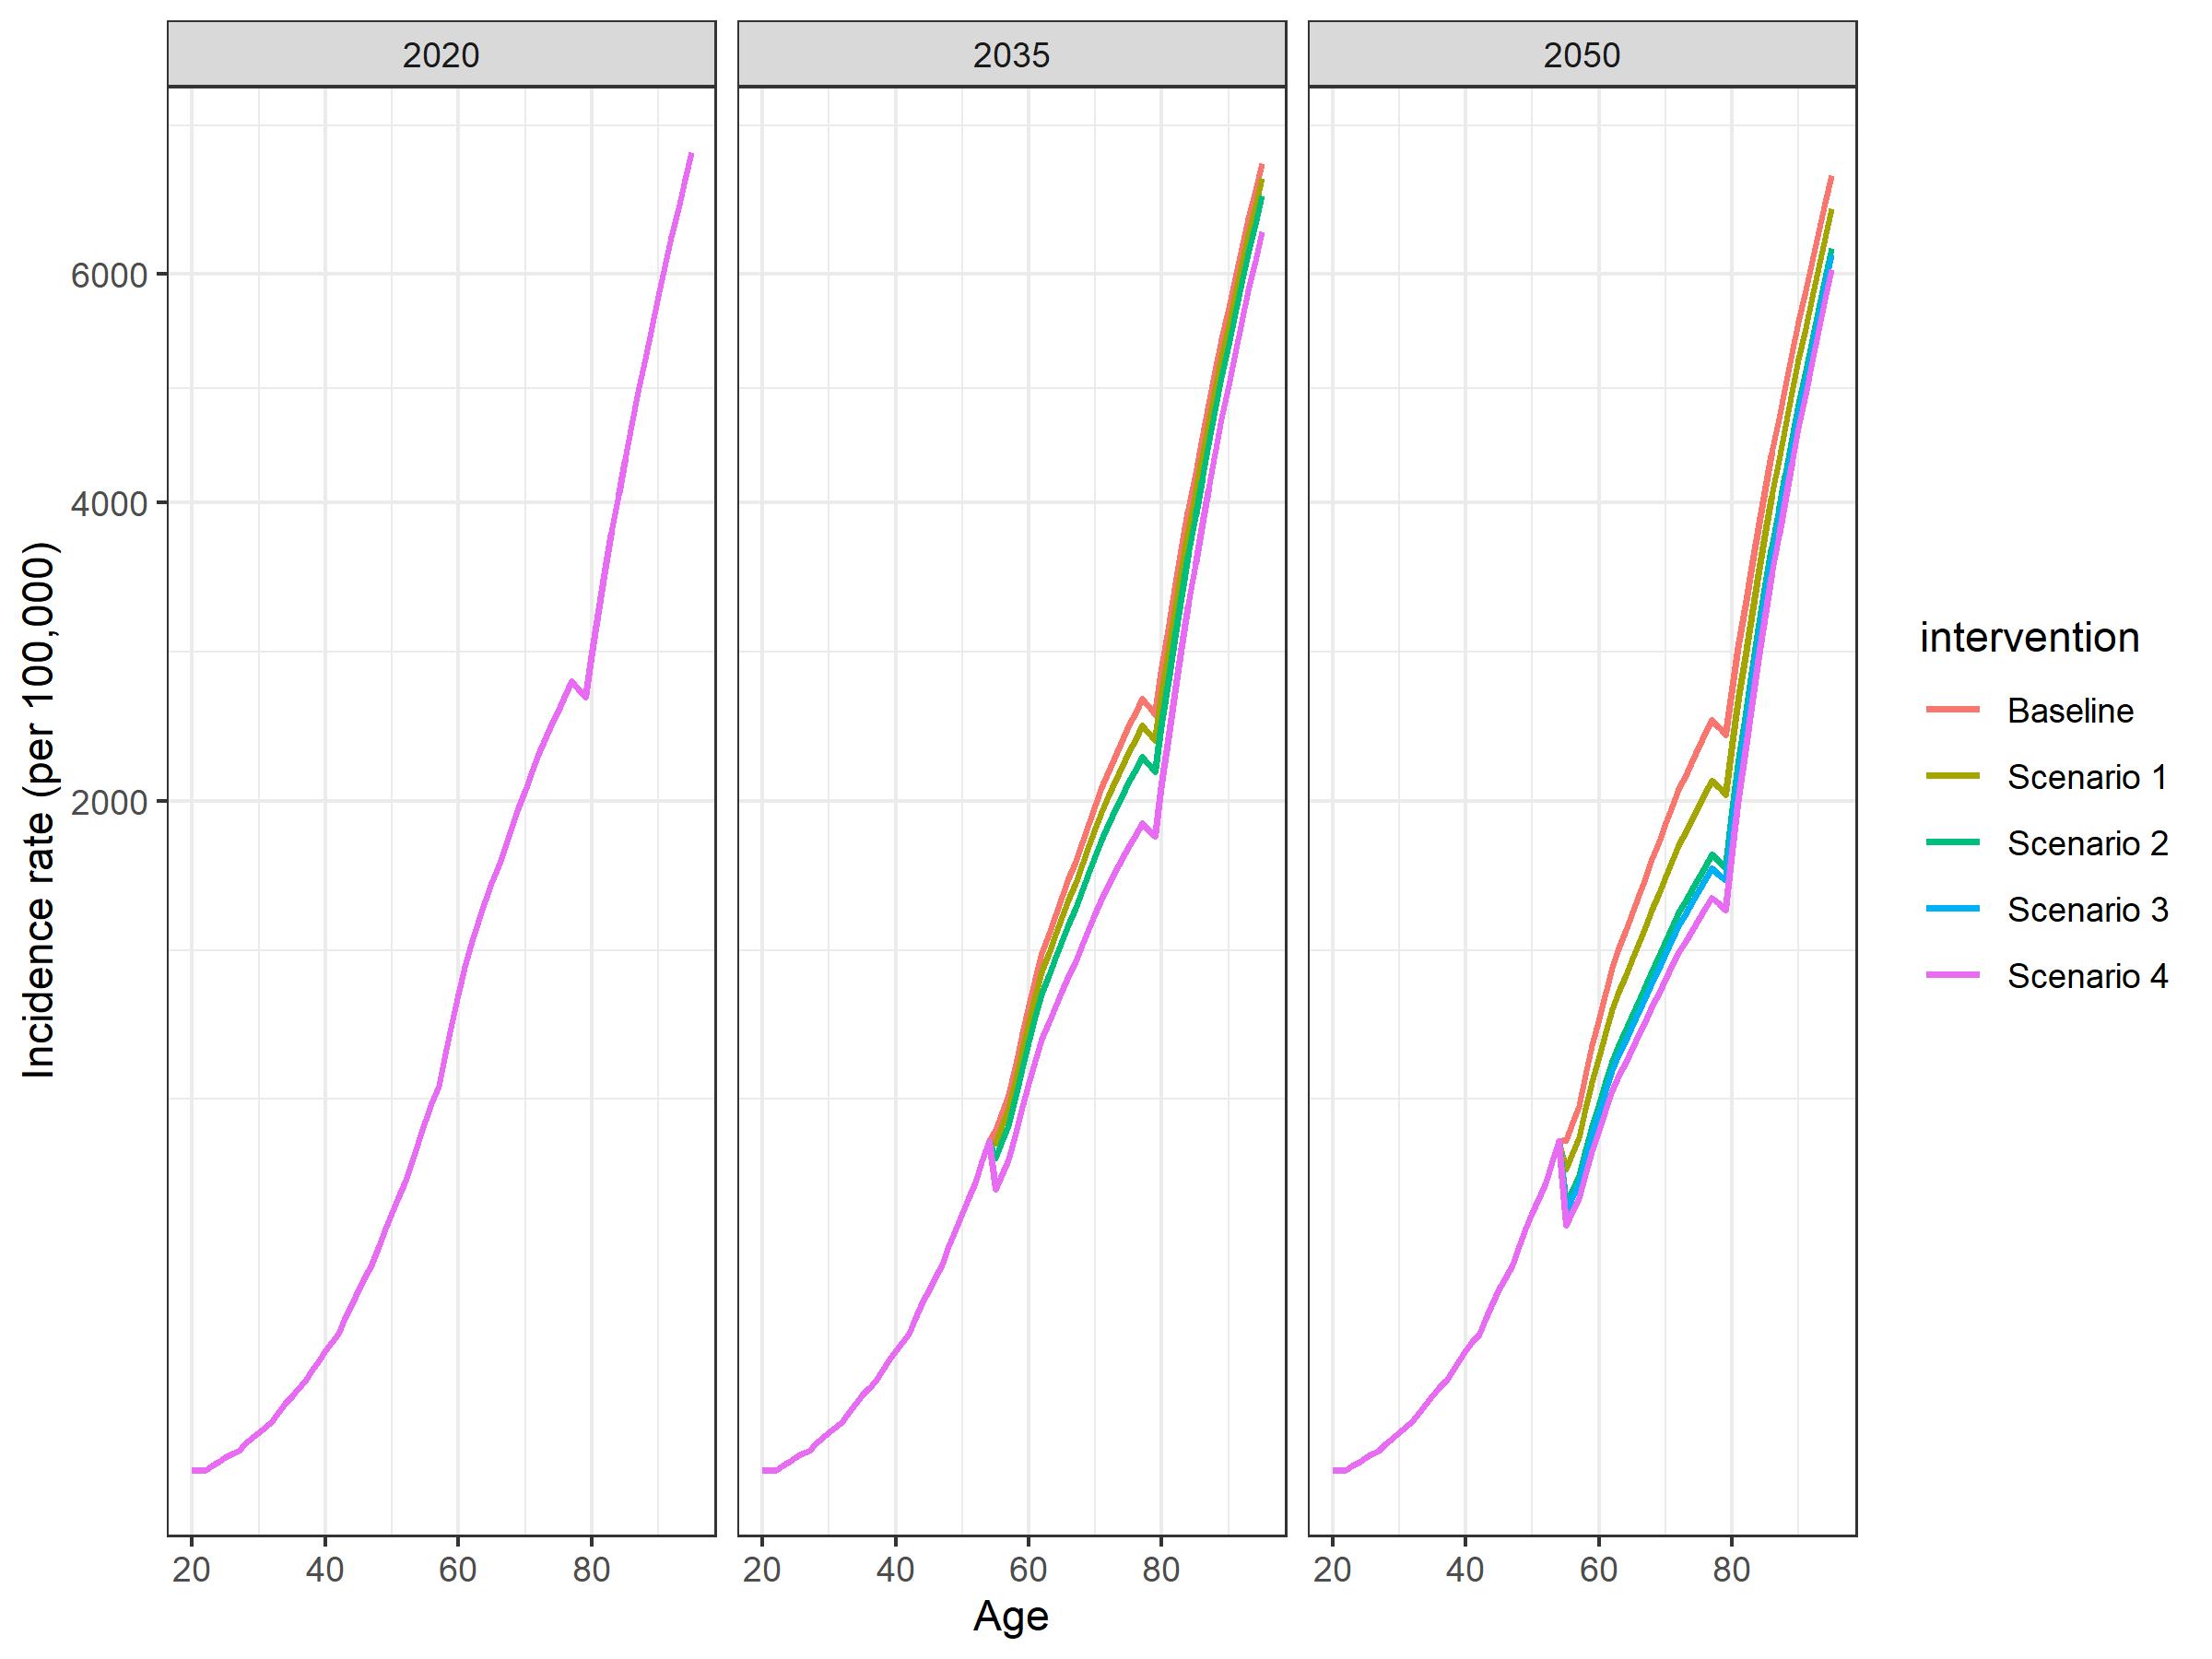 2020 2035 2050
6000
4000
2000
Incidence rate (per 100,000)
20 40 60 80 20 40 60 80 20 40 60 80
Age
intervention
Baseline
Scenario 1
Scenario 2
Scenario 3
Scenario 4